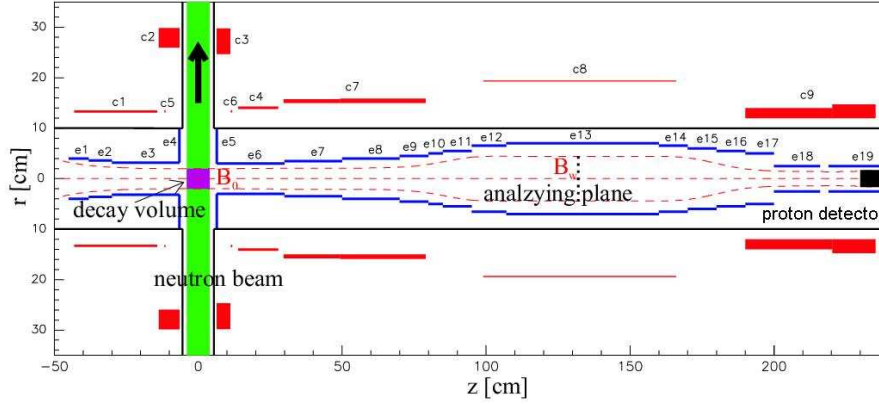 30
20
10
0
10
20
30
r [cm]
c2
c3
c8
c7
c1
c5
c6
c4
c9
e4
e5
e1
e2
e3
e6
e7
e8
e9
e10
e11
e12
e13
e14
e15
e16
e17
e18
e19
B₀
Bw
decay volume
analzying plane
proton detecto
neutron beam
-50
0
50
100
150
200
z [cm]